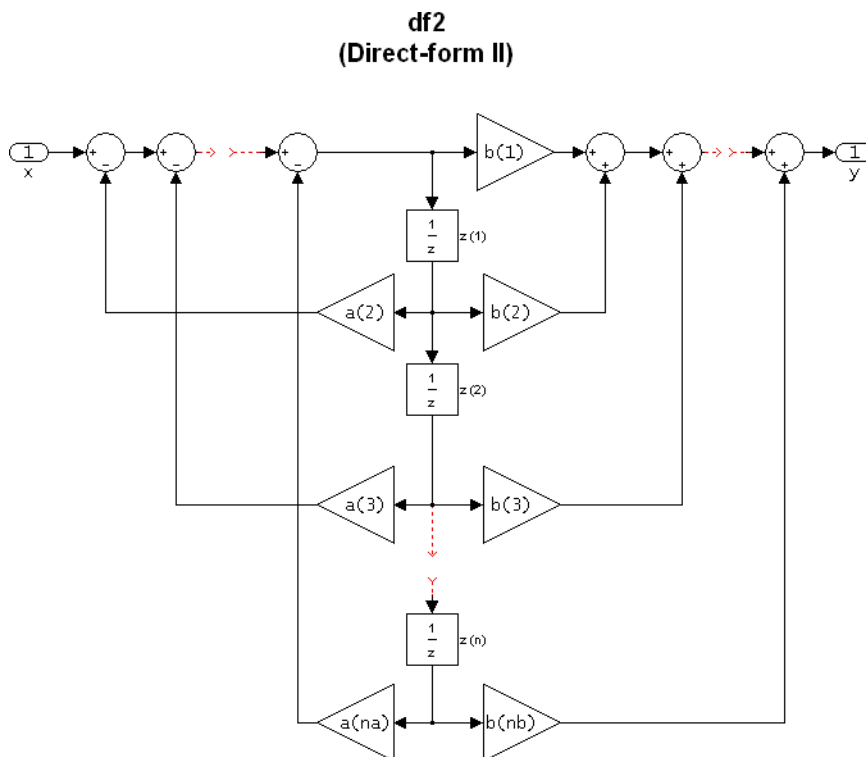 df2
(Direct-form II)
1
x
+
-
+
-
+
-
b(1)
+
+
+
+
+
+
1
y
1
z
z(1)
a(2)
b(2)
1
z
z(2)
a(3)
b(3)
1
z
z(n)
a(na)
b(nb)